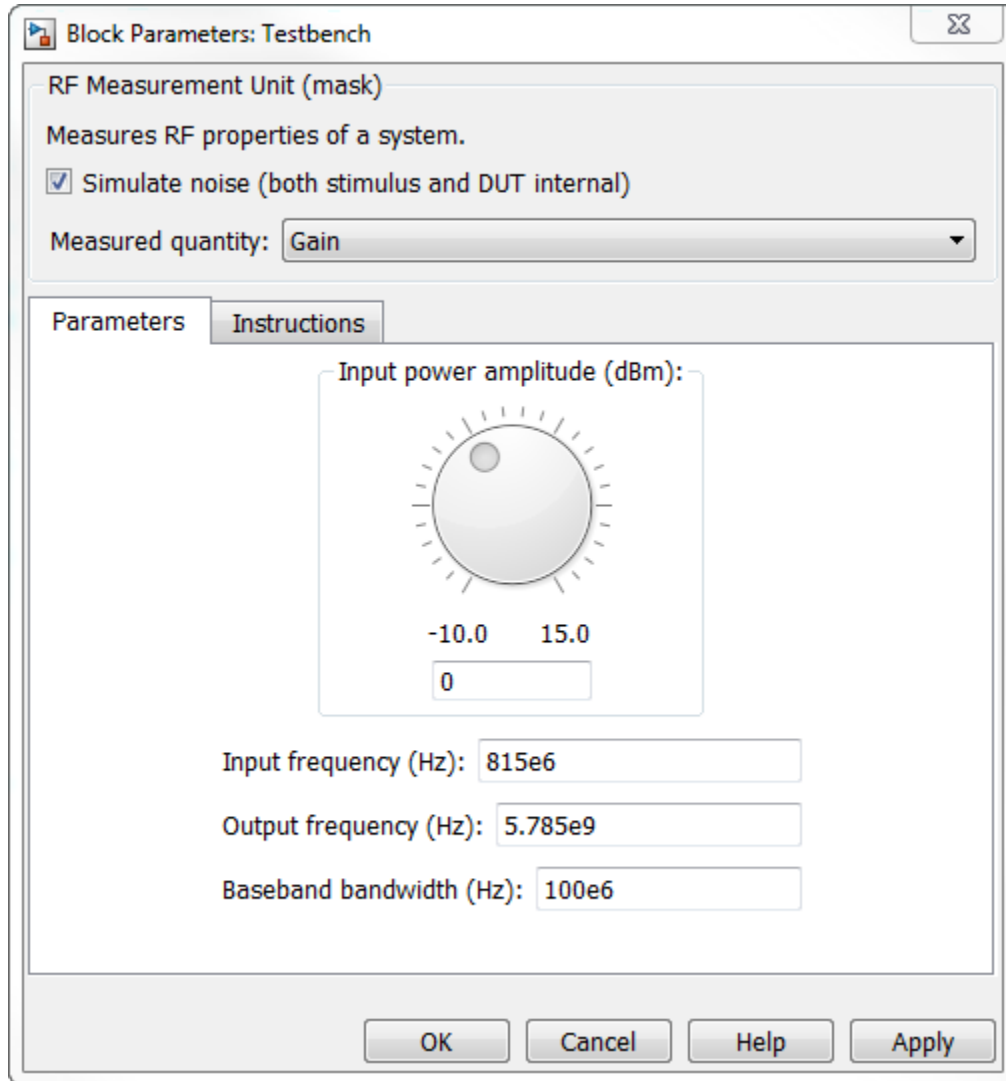 Block Parameters: Testbench
RF Measurement Unit (mask)
Measures RF properties of a system.
Simulate noise (both stimulus and DUT internal)
Measured quantity: Gain
Parameters Instructions
Input power amplitude (dBm):
-10.0 15.0
0
Input frequency (Hz): 815e6
Output frequency (Hz): 5.785e9
Baseband bandwidth (Hz): 100e6
OK Cancel Help Apply